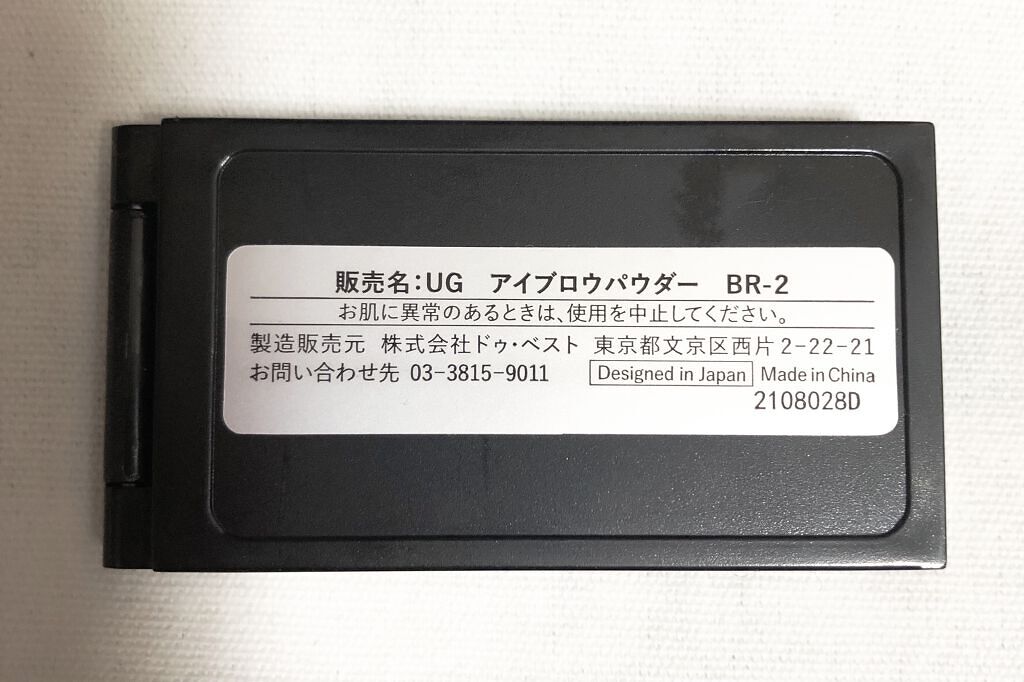 販売名：UG　アイブロウパウダー　BR-2
お肌に異常のあるときは、使用を中止してください。
製造販売元 株式会社ドゥ・ベスト 東京都文京区西片2-22-21
お問い合わせ先 03-3815-9011 Designed in Japan Made in China
2108028D